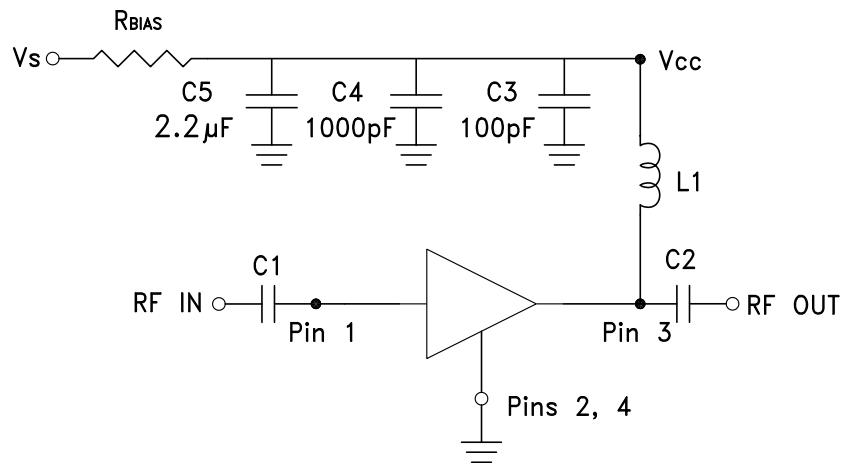 RBIAS
Vs
Vcc
C5
2.2µF
C4
1000pF
C3
100pF
L1
C1
C2
RF IN
RF OUT
Pin 1
Pin 3
Pins 2, 4